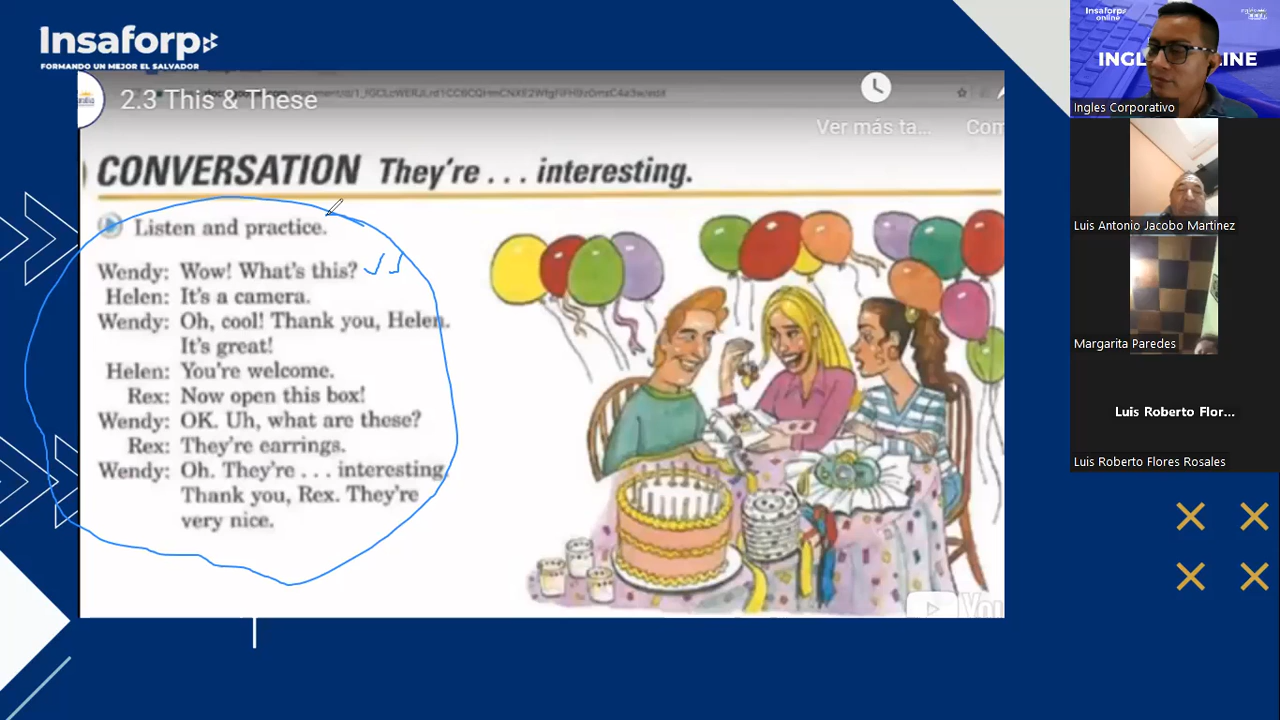 Insaforp
FORMANDO UN MEJOR EL SALVADOR
2.3 This & These
Ver más ta...
Com
CONVERSATION They're . . . interesting.
Listen and practice.
Wendy: Wow! What's this?
Helen: It's a camera.
Wendy: Oh, cool! Thank you, Helen.
It's great!
Helen: You're welcome.
Rex: Now open this box!
Wendy: OK. Uh, what are these?
Rex: They're earrings.
Wendy: Oh. They're . . . interesting
Thank you, Rex. They're
very nice.
You
Insaforp
online
INGL
LINE
Ingles Corporativo
Luis Antonio Jacobo Martinez
Margarita Paredes
Luis Roberto Flor...
Luis Roberto Flores Rosales